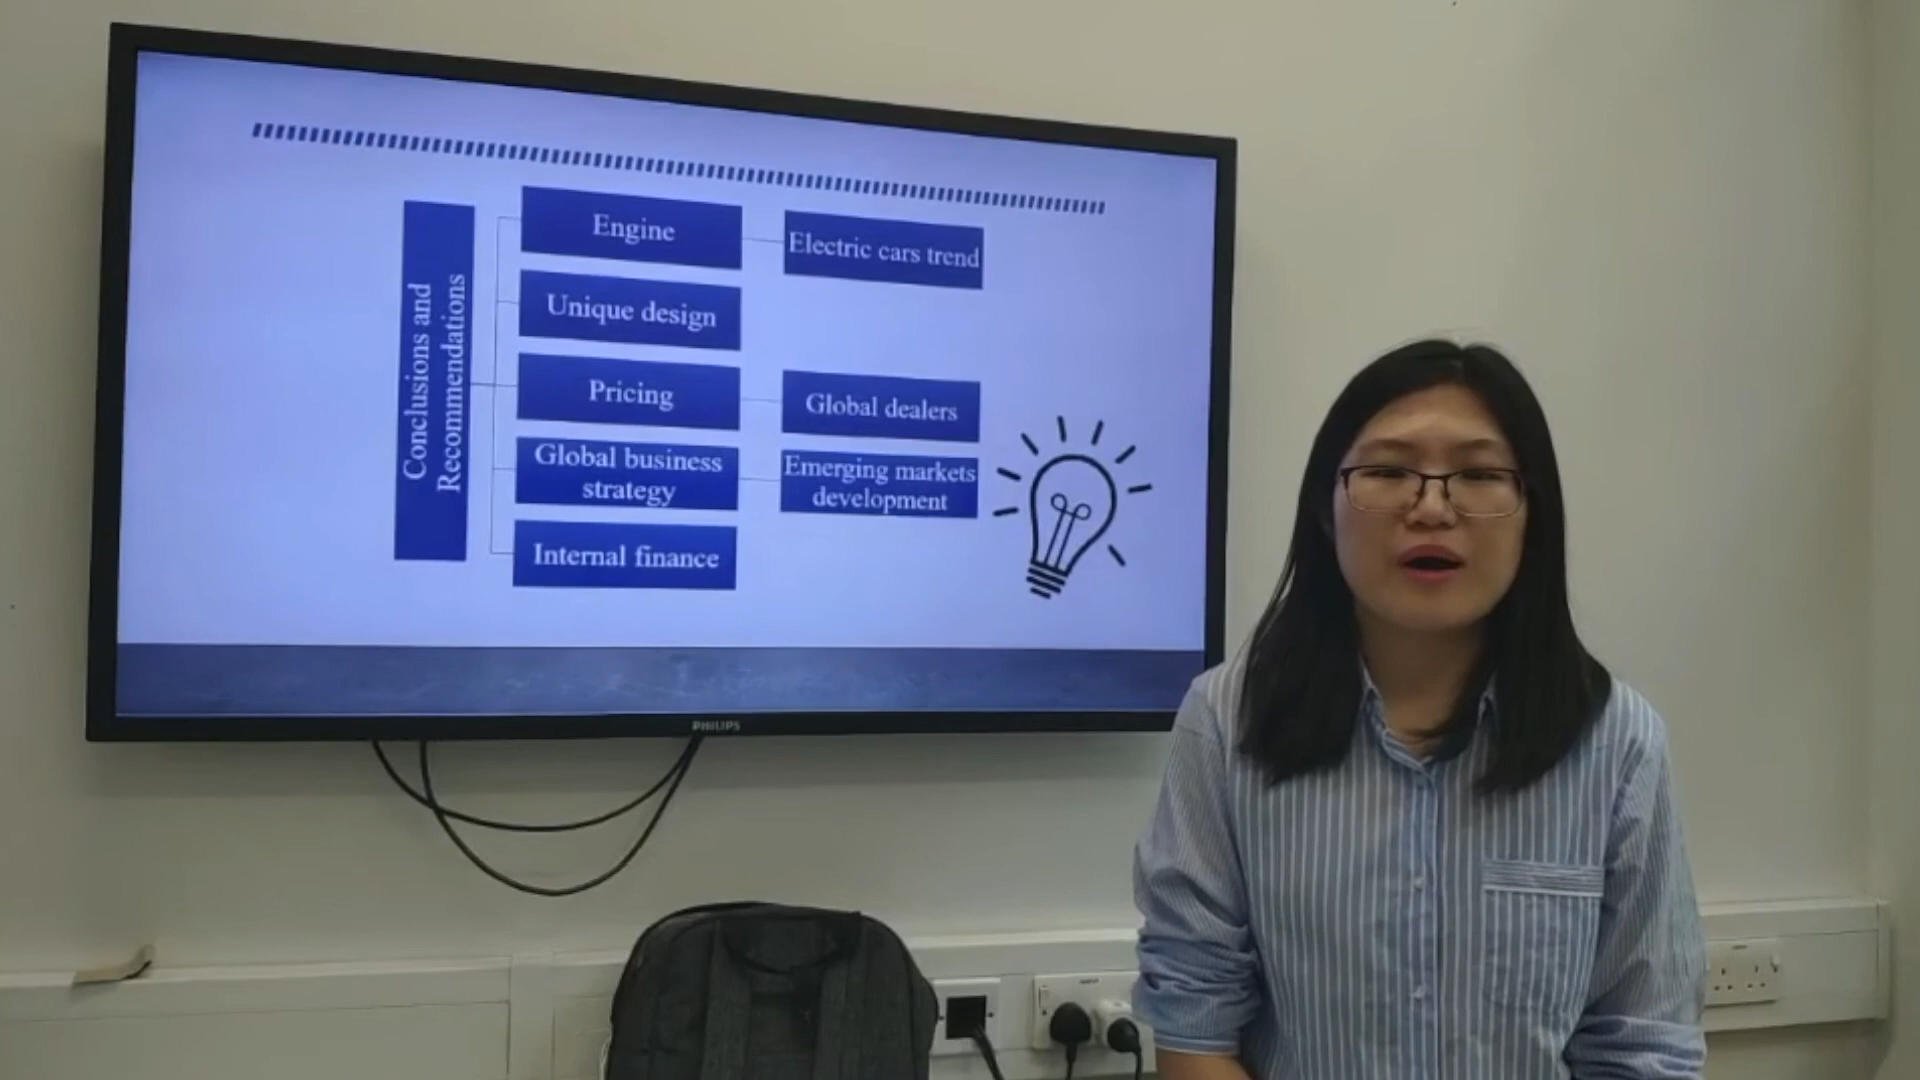 Conclusions and
Recommendations
Engine
Electric cars trend
Unique design
Pricing
Global dealers
Global business
strategy
Emerging markets
development
Internal finance
PHILIPS